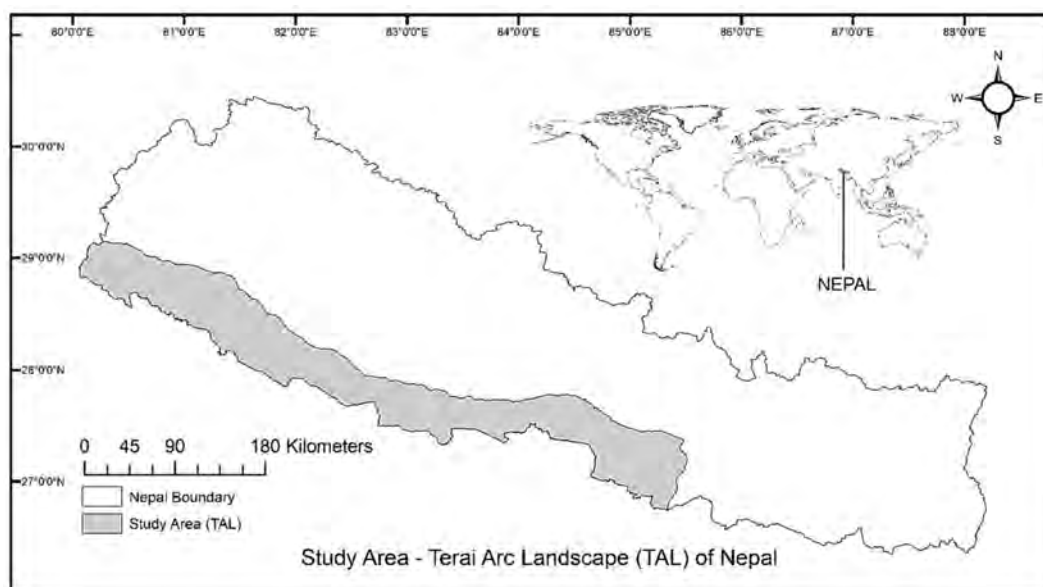 80°0'0"E 81°0'0"E 82°0'0"E 83°0'0"E 84°0'0"E 85°0'0"E 86°0'0"E 87°0'0"E 88°0'0"E
N
W E
S
30°0'0"N
29°0'0"N
NEPAL
28°0'0"N
0 45 90 180 Kilometers
27°0'0"N
Nepal Boundary
Study Area (TAL)
Study Area - Terai Arc Landscape (TAL) of Nepal